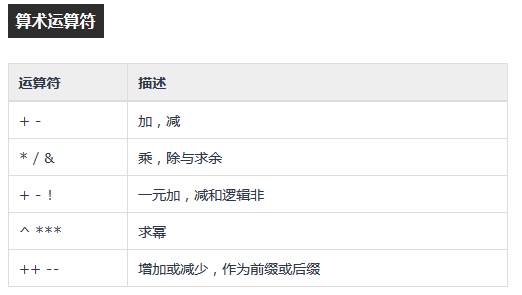 算术运算符
运算符 描述
+ - 加，减
* / & 乘，除与求余
+ - ! 一元加，减和逻辑非
^ *** 求幂
++ -- 增加或减少，作为前缀或后缀